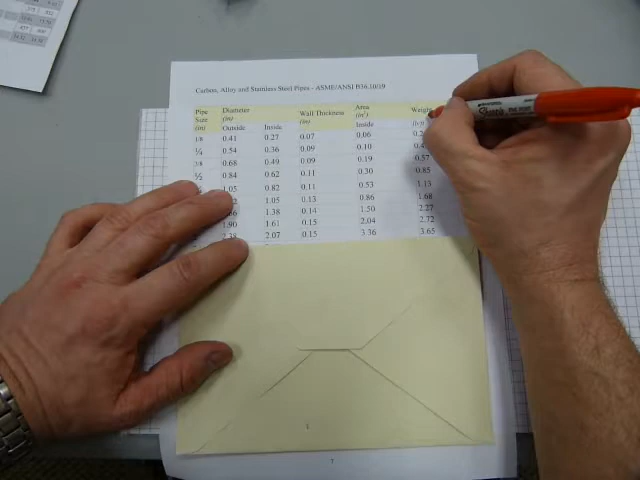 Carbon, Alloy and Stainless Steel Pipes - ASME/ANSI B36.10/19
Pipe Size (in) Diameter (in) Wall Thickness (in) Area (in²) Weight
Outside Inside Inside (lb/f)
1/8 0.41 0.27 0.07 0.06
¼ 0.54 0.36 0.09 0.10
3/8 0.68 0.49 0.09 0.19 0.57
½ 0.84 0.62 0.11 0.30 0.85
1.05 0.82 0.11 0.53 1.13
1.05 0.13 0.86 1.68
1.38 0.14 1.50 2.27
1.90 1.61 0.15 2.04 2.72
2.38 2.07 0.15 3.36 3.65
Sharpie